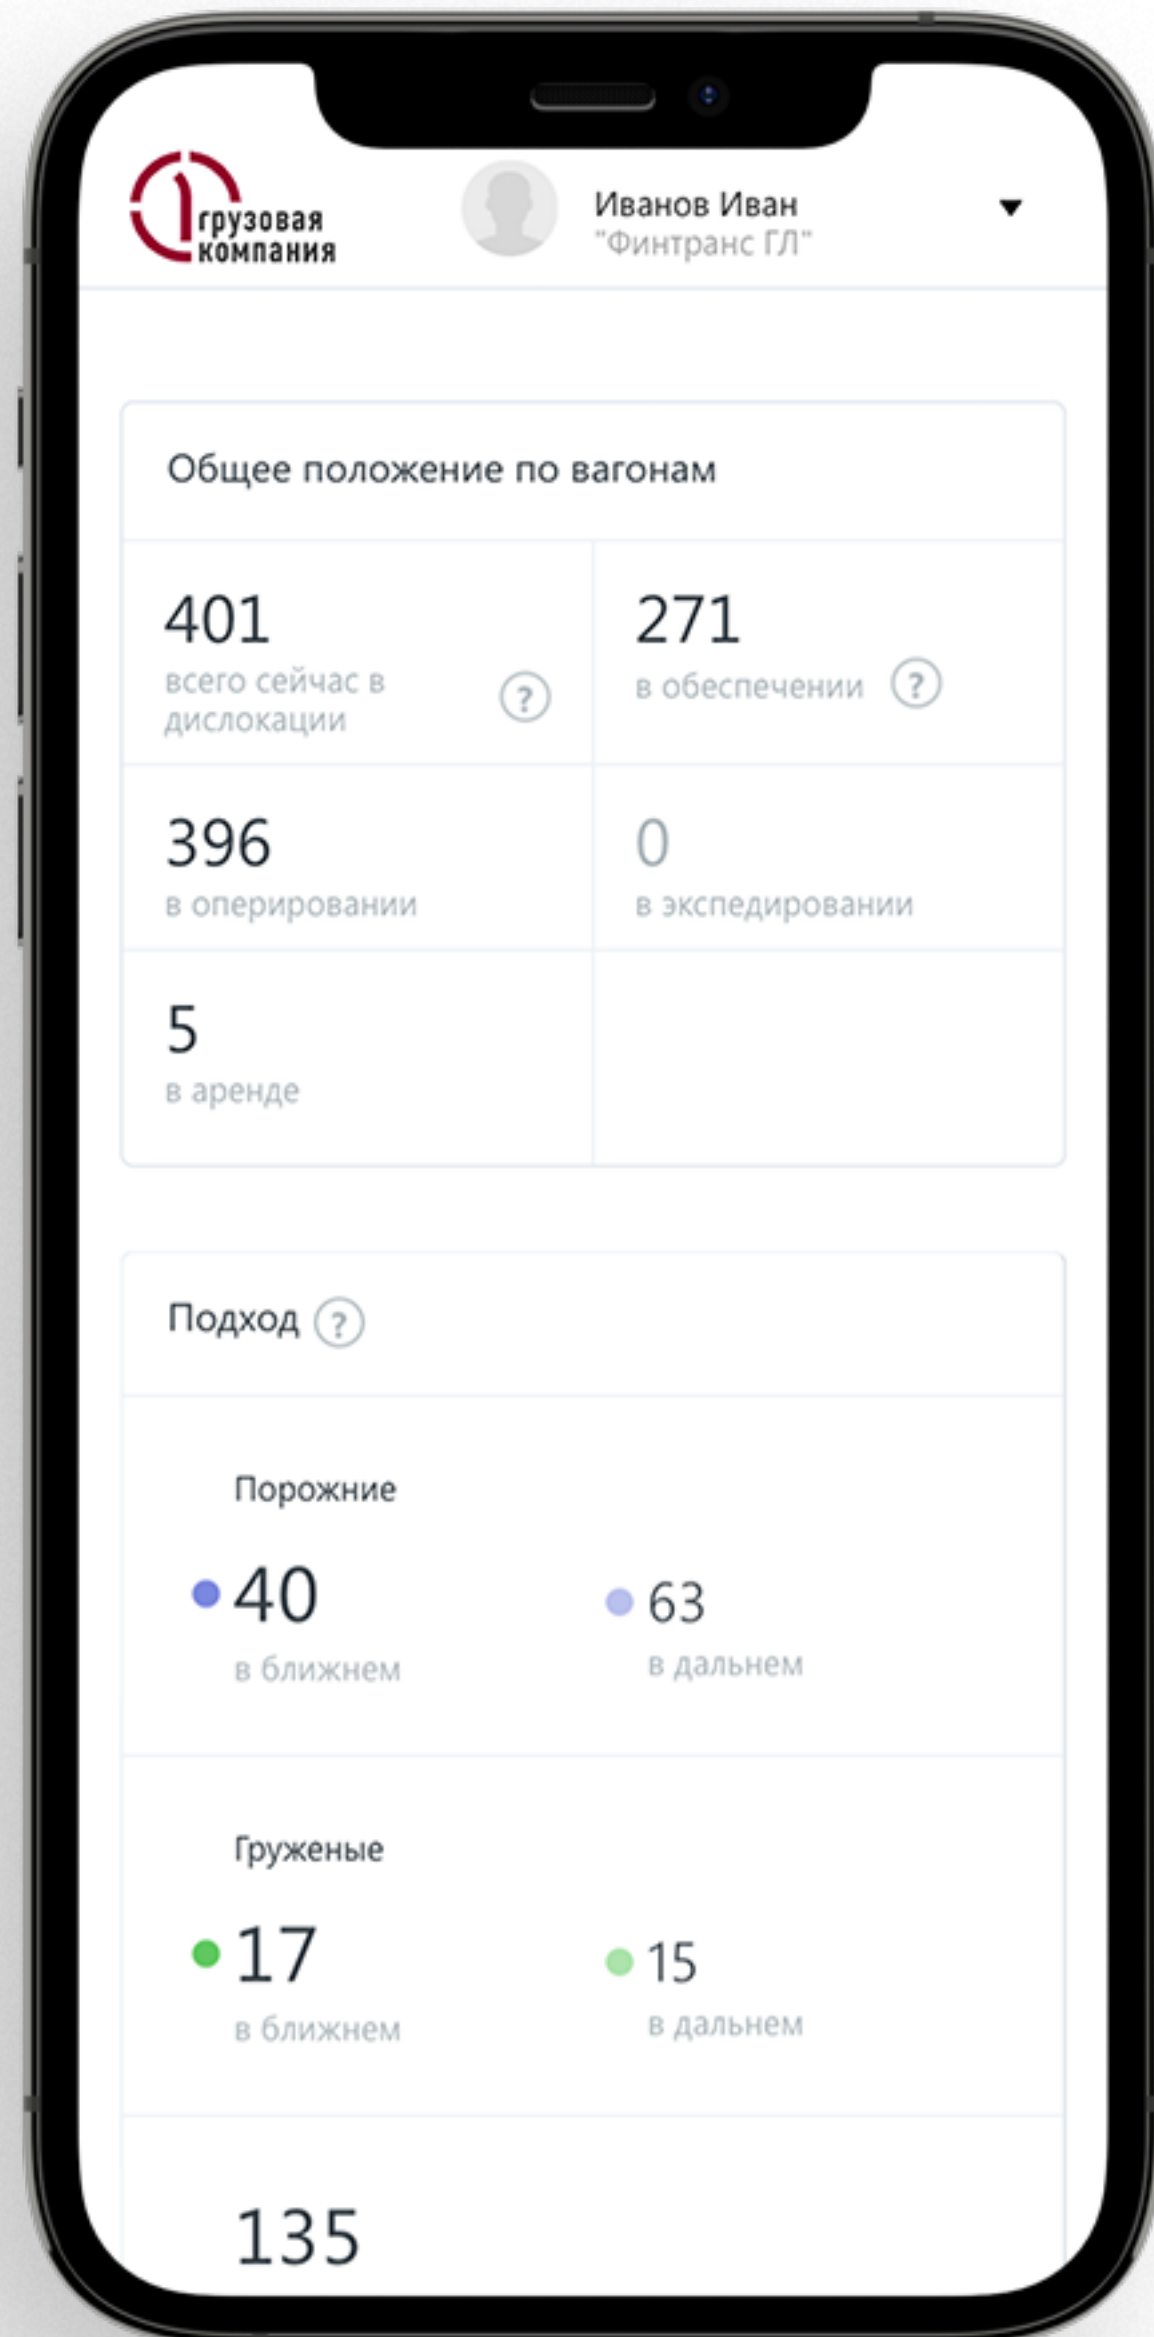 грузовая
компания
Иванов Иван
"Финтранс ГЛ"
Общее положение по вагонам
401
всего сейчас в
дислокации
?
271
в обеспечении ?
396
в оперировании
0
в экспедировании
5
в аренде
Подход ?
Порожние
40
в ближнем
63
в дальнем
Груженые
17
в ближнем
15
в дальнем
135